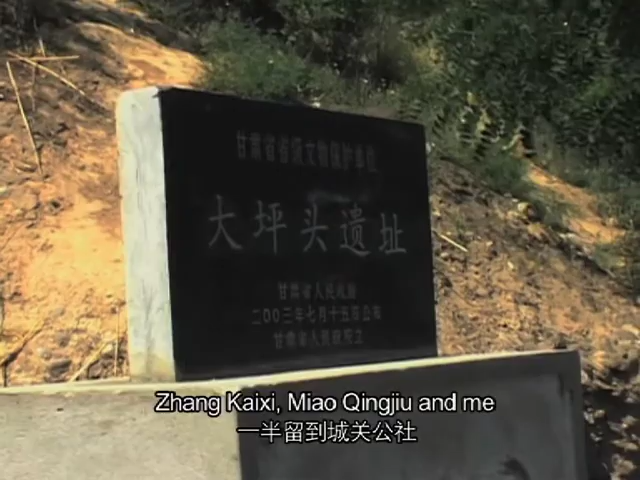 甘肃省省级文物保护单位
大坪头遗址
甘肃省人民政府
二〇〇三年七月十五日公布
甘肃省人民政府立
Zhang Kaixi, Miao Qingjiu and me
一半留到城关公社